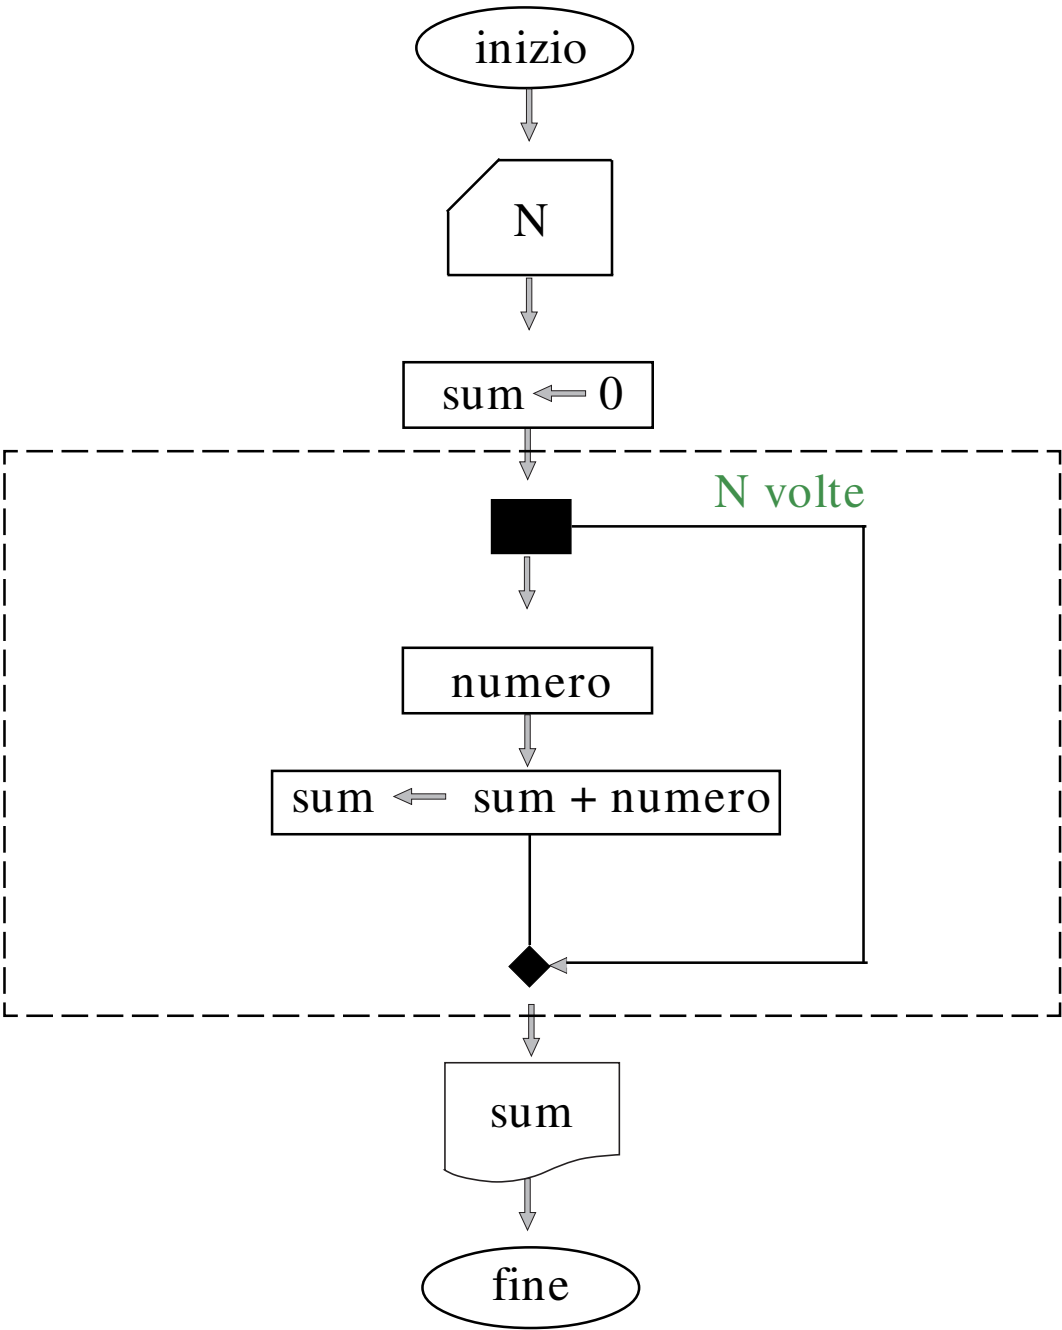 inizio
N
sum ← 0
N volte
numero
sum ← sum + numero
sum
fine